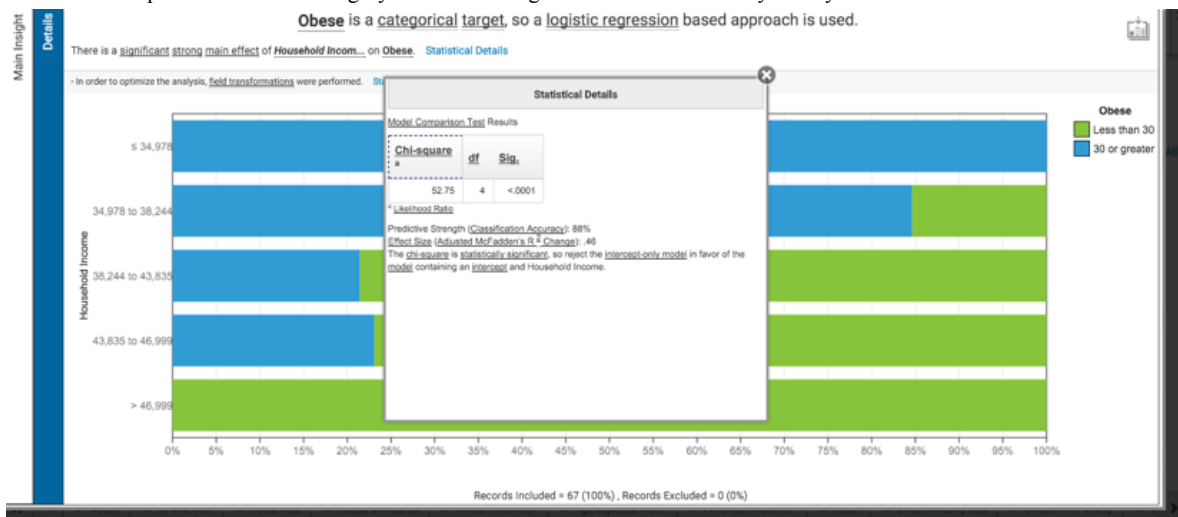 Main Insight
Details
Obese is a categorical target, so a logistic regression based approach is used.
There is a significant strong main effect of Household Incom... on Obese. Statistical Details
- In order to optimize the analysis, field transformations were performed.
Statistical Details
Model Comparison Test Results
Chi-square a df Sig.
52.75 4 <.0001
a Likelihood Ratio
Predictive Strength (Classification Accuracy): 88%
Effect Size (Adjusted McFadden's R 2 Change): .46
The chi-square is statistically significant, so reject the intercept-only model in favor of the
model containing an intercept and Household Income.
Obese
Less than 30
30 or greater
Household Income
≤ 34,978
34,978 to 38,244
38,244 to 43,835
43,835 to 46,999
> 46,999
0% 5% 10% 15% 20% 25% 30% 35% 40% 45% 50% 55% 60% 65% 70% 75% 80% 85% 90% 95% 100%
Records Included = 67 (100%) , Records Excluded = 0 (0%)